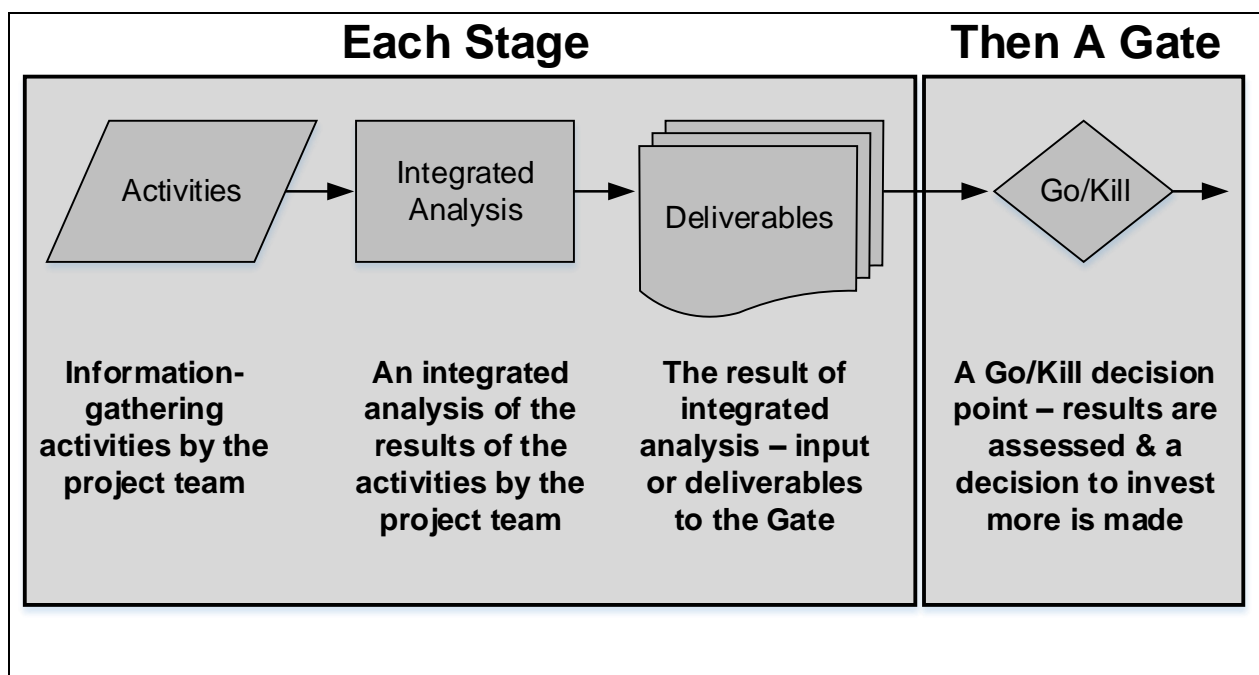 Each Stage
Then A Gate
Activities
Integrated
Analysis
Deliverables
Go/Kill
Information-
gathering
activities by the
project team
An integrated
analysis of the
results of the
activities by the
project team
The result of
integrated
analysis – input
or deliverables
to the Gate
A Go/Kill decision
point – results are
assessed & a
decision to invest
more is made